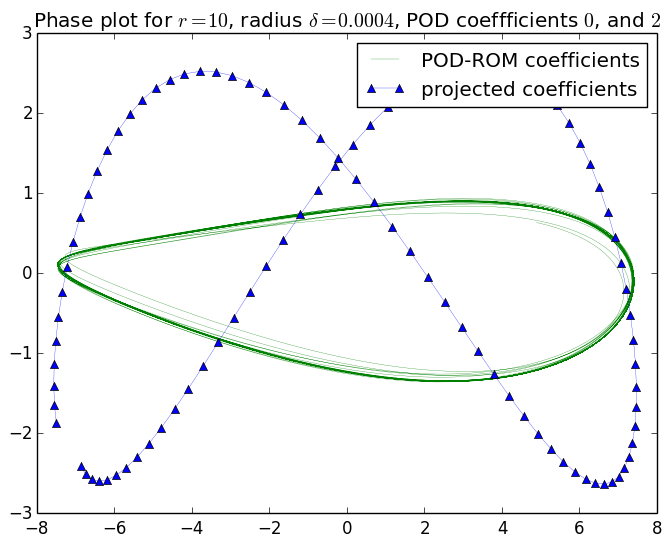 Phase plot for r=10, radius δ=0.0004, POD coeffficients 0, and 2
POD-ROM coefficients
projected coefficients
3
2
1
0
−1
−2
−3
−8 −6 −4 −2 0 2 4 6 8